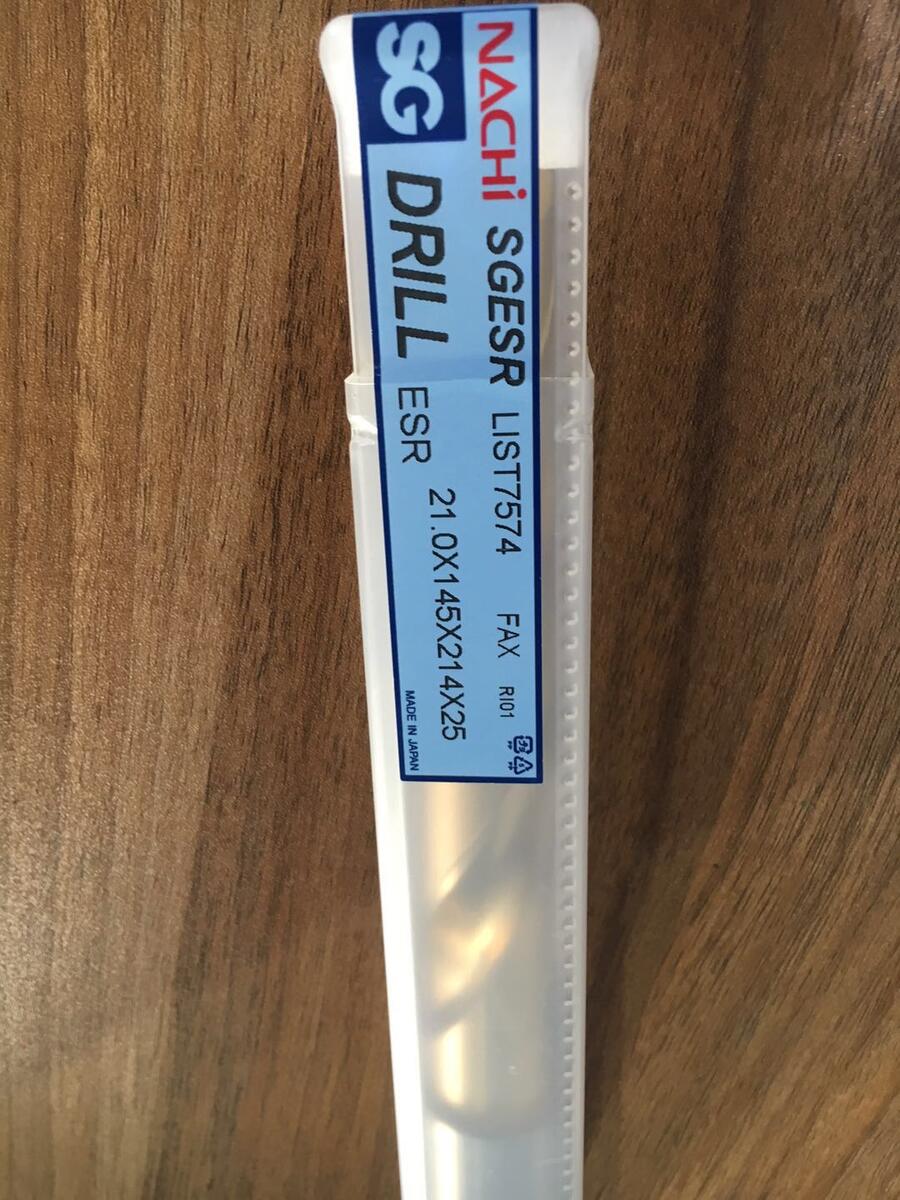 NACHi SGESR LIST7574 FAX RI01
SG DRILL ESR 21.0X145X214X25
MADE IN JAPAN